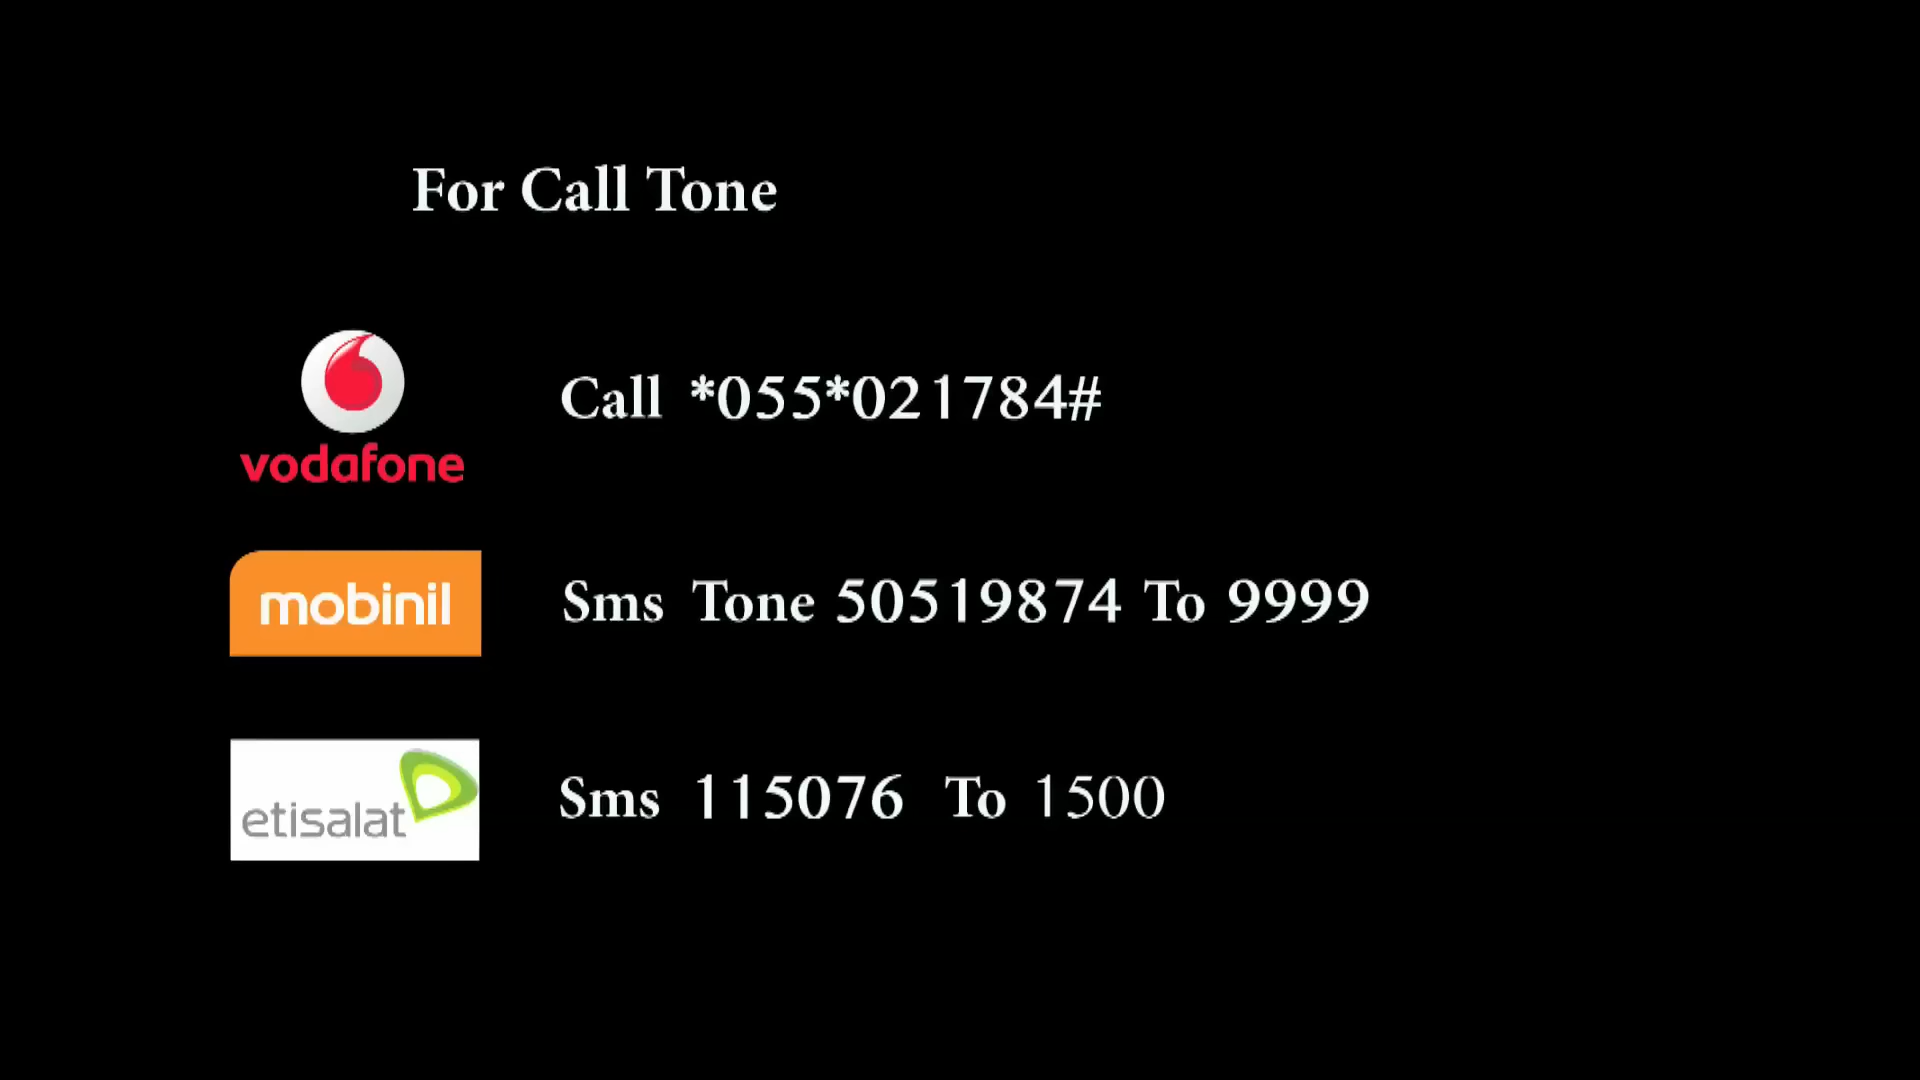 For Call Tone
vodafone
Call *055*021784#
mobinil
Sms Tone 50519874 To 9999
etisalat
Sms 115076 To 1500